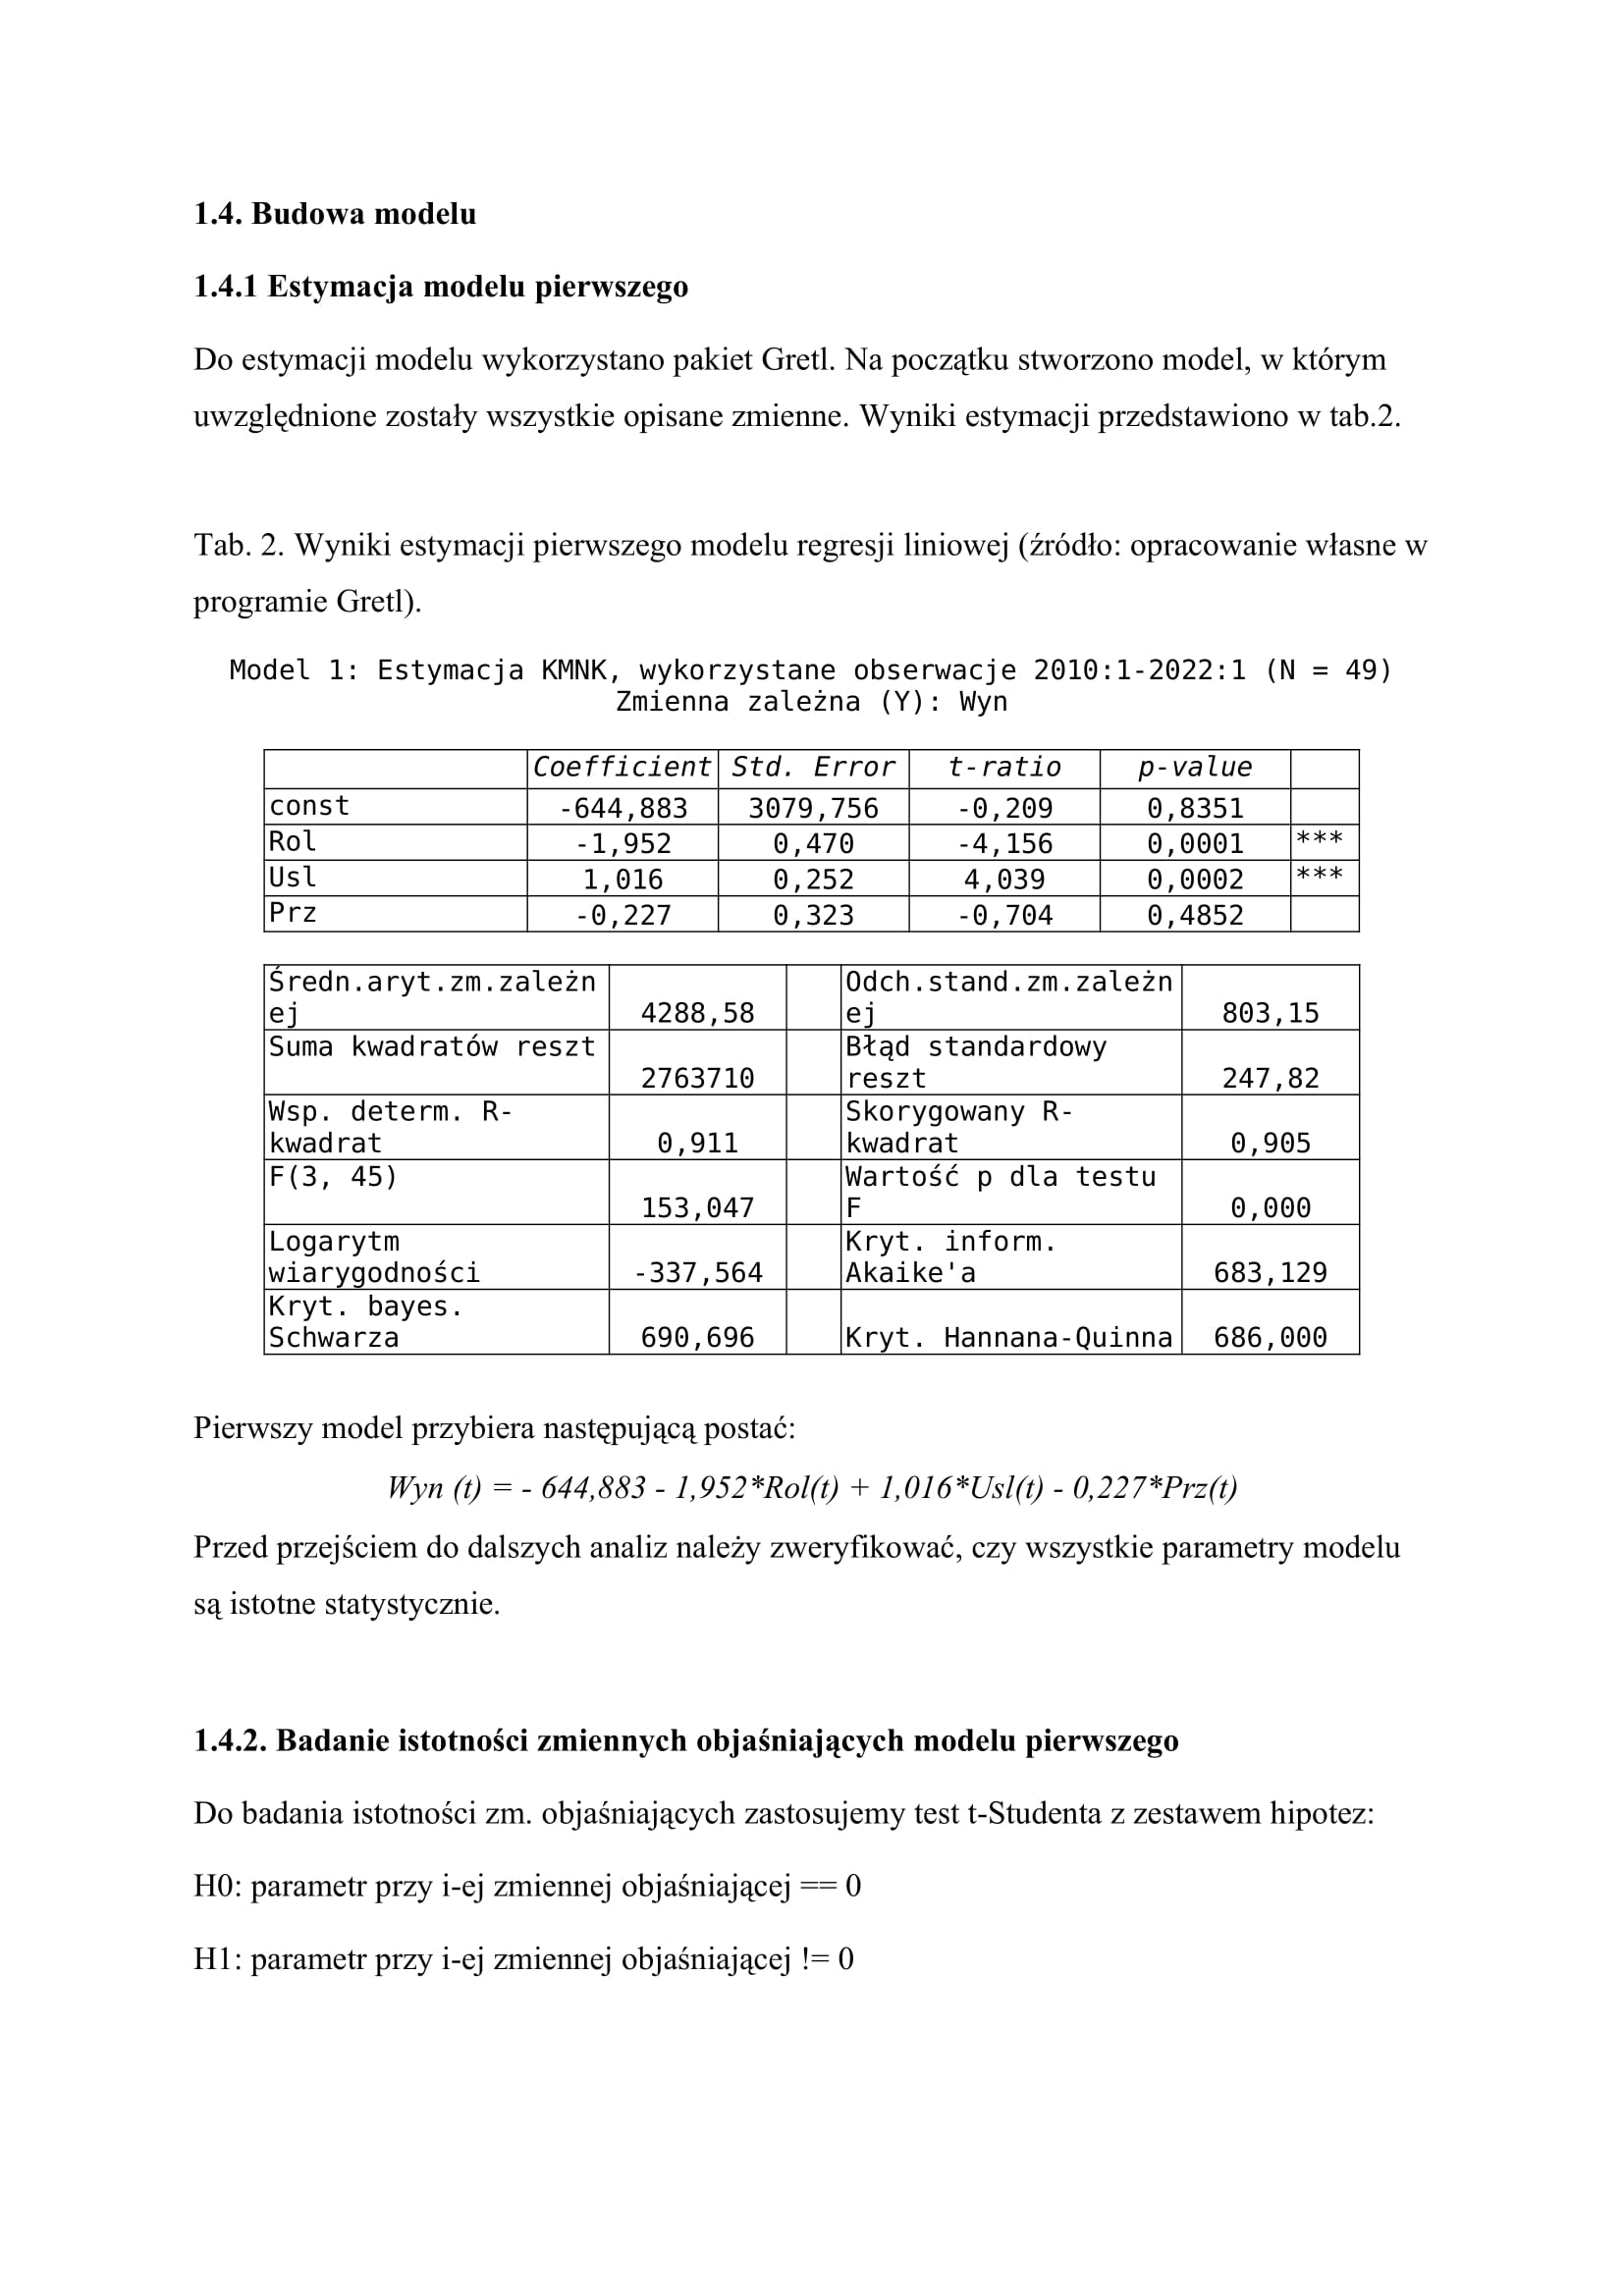 1.4. Budowa modelu
1.4.1 Estymacja modelu pierwszego
Do estymacji modelu wykorzystano pakiet Gretl. Na początku stworzono model, w którym
uwzględnione zostały wszystkie opisane zmienne. Wyniki estymacji przedstawiono w tab.2.
Tab. 2. Wyniki estymacji pierwszego modelu regresji liniowej (źródło: opracowanie własne w
programie Gretl).
Model 1: Estymacja KMNK, wykorzystane obserwacje 2010:1-2022:1 (N = 49)
Zmienna zależna (Y): Wyn
Coefficient Std. Error t-ratio p-value
const -644,883 3079,756 -0,209 0,8351
Rol -1,952 0,470 -4,156 0,0001 ***
Usl 1,016 0,252 4,039 0,0002 ***
Prz -0,227 0,323 -0,704 0,4852
Średn.aryt.zm.zależn Odch.stand.zm.zależn
ej 4288,58 ej 803,15
Suma kwadratów reszt Błąd standardowy
2763710 reszt 247,82
Wsp. determ. R- Skorygowany R-
kwadrat 0,911 kwadrat 0,905
F(3, 45) Wartość p dla testu
153,047 F 0,000
Logarytm Kryt. inform.
wiarygodności -337,564 Akaike'a 683,129
Kryt. bayes.
Schwarza 690,696 Kryt. Hannana-Quinna 686,000
Pierwszy model przybiera następującą postać:
Wyn (t) = - 644,883 - 1,952*Rol(t) + 1,016*Usl(t) - 0,227*Prz(t)
Przed przejściem do dalszych analiz należy zweryfikować, czy wszystkie parametry modelu
są istotne statystycznie.
1.4.2. Badanie istotności zmiennych objaśniających modelu pierwszego
Do badania istotności zm. objaśniających zastosujemy test t-Studenta z zestawem hipotez:
H0: parametr przy i-ej zmiennej objaśniającej == 0
H1: parametr przy i-ej zmiennej objaśniającej != 0